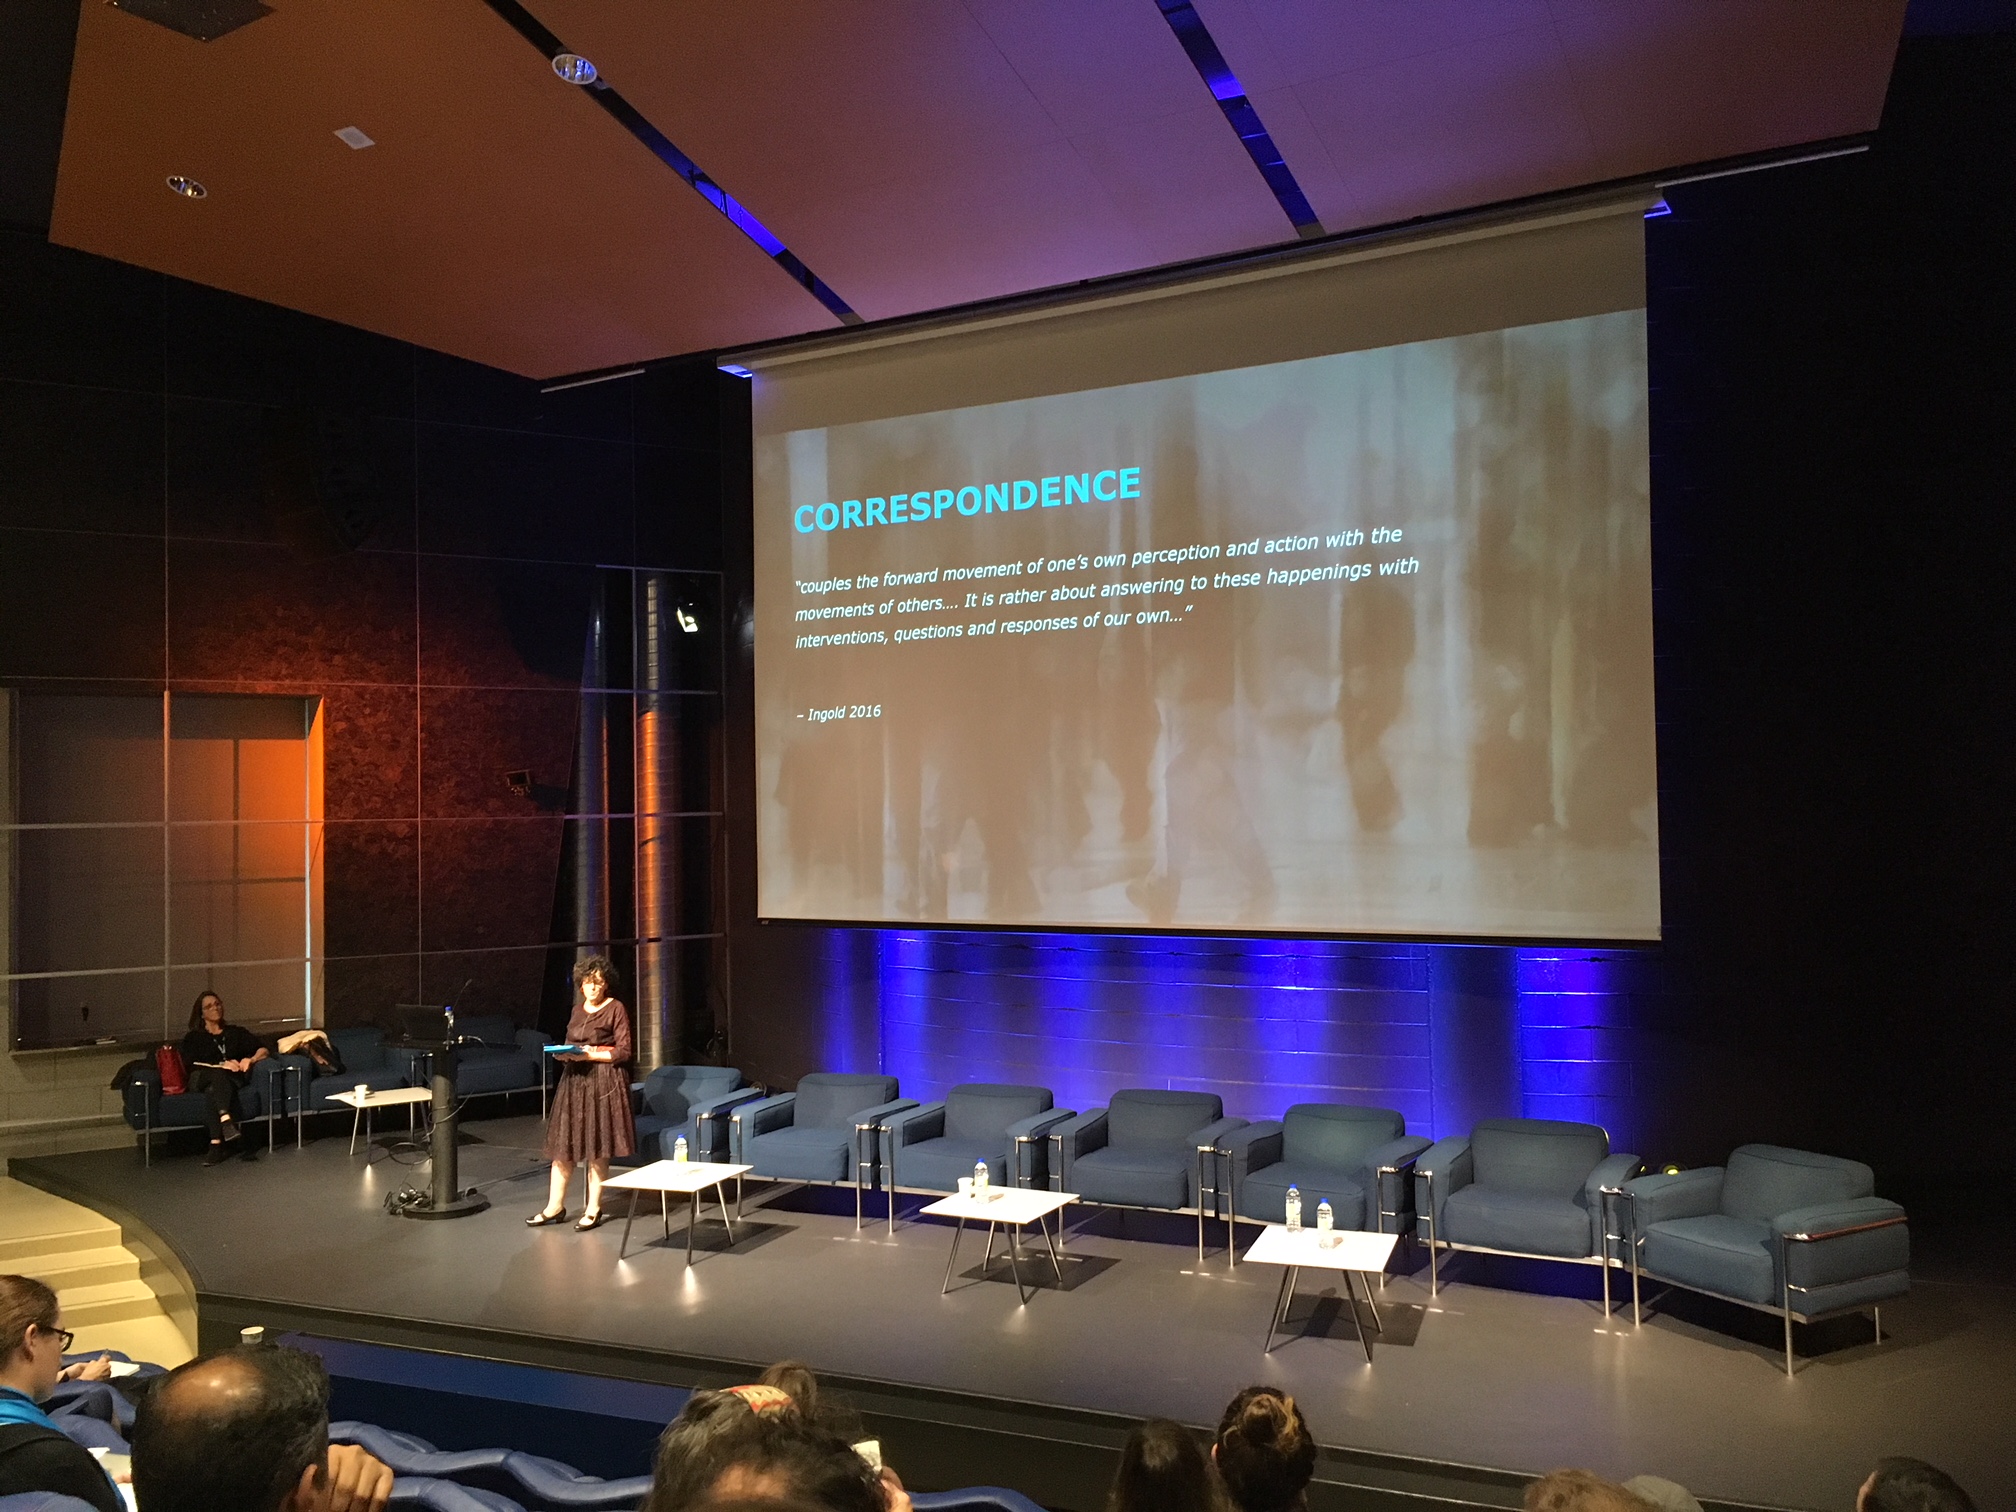 CORRESPONDENCE
“couples the forward movement of one’s own perception and action with the
movements of others.... It is rather about answering to these happenings with
interventions, questions and responses of our own...”
– Ingold 2016